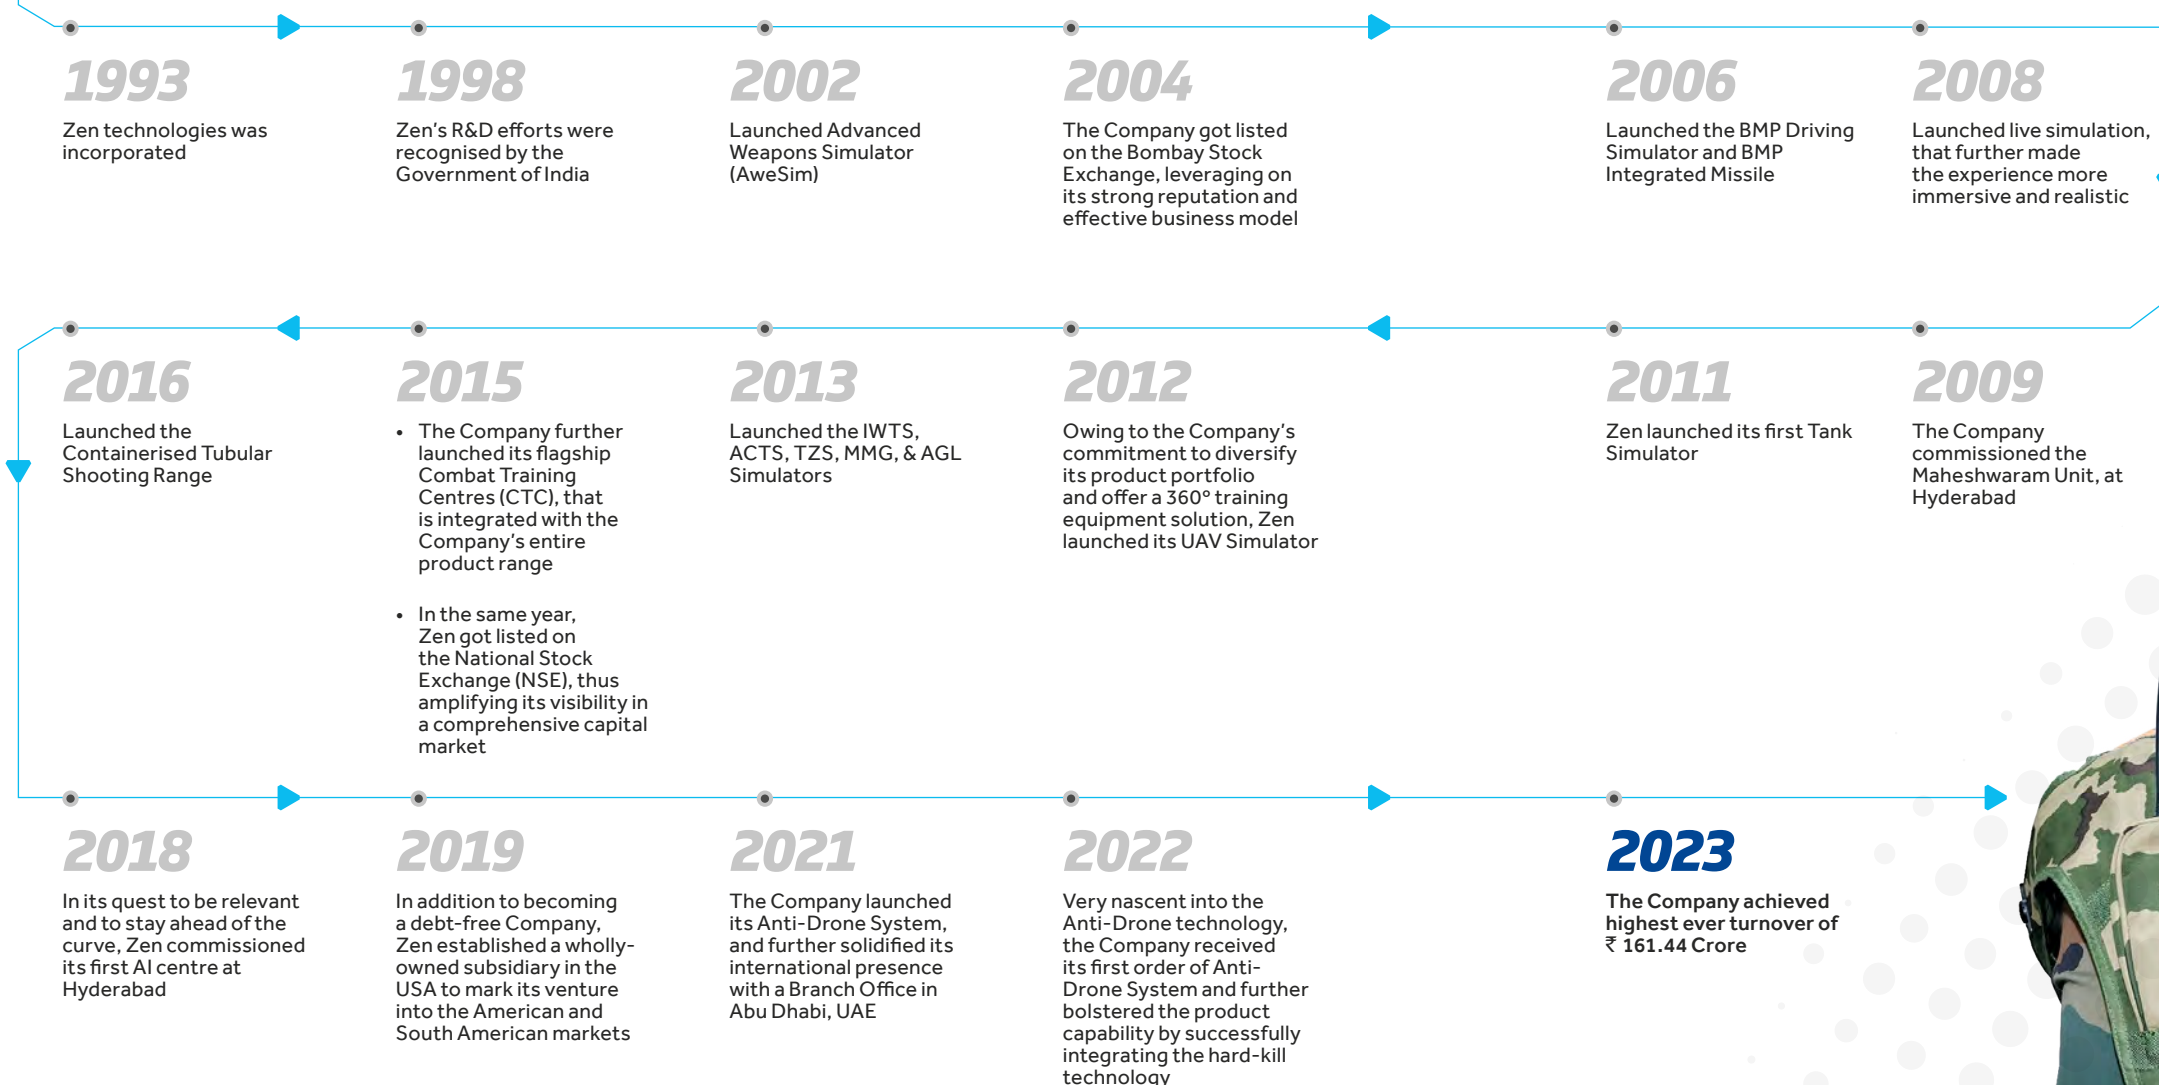 1993
Zen technologies was
incorporated
1998
Zen's R&D efforts were
recognised by the
Government of India
2002
Launched Advanced
Weapons Simulator
(AweSim)
2004
The Company got listed
on the Bombay Stock
Exchange, leveraging on
its strong reputation and
effective business model
2006
Launched the BMP Driving
Simulator and BMP
Integrated Missile
2008
Launched live simulation,
that further made
the experience more
immersive and realistic
2016
Launched the
Containerised Tubular
Shooting Range
2015
• The Company further
launched its flagship
Combat Training
Centres (CTC), that
is integrated with the
Company's entire
product range
• In the same year,
Zen got listed on
the National Stock
Exchange (NSE), thus
amplifying its visibility in
a comprehensive capital
market
2013
Launched the IWTS,
ACTS, TZS, MMG, & AGL
Simulators
2012
Owing to the Company's
commitment to diversify
its product portfolio
and offer a 360° training
equipment solution, Zen
launched its UAV Simulator
2011
Zen launched its first Tank
Simulator
2009
The Company
commissioned the
Maheshwaram Unit, at
Hyderabad
2018
In its quest to be relevant
and to stay ahead of the
curve, Zen commissioned
its first AI centre at
Hyderabad
2019
In addition to becoming
a debt-free Company,
Zen established a wholly-
owned subsidiary in the
USA to mark its venture
into the American and
South American markets
2021
The Company launched
its Anti-Drone System,
and further solidified its
international presence
with a Branch Office in
Abu Dhabi, UAE
2022
Very nascent into the
Anti-Drone technology,
the Company received
its first order of Anti-
Drone System and further
bolstered the product
capability by successfully
integrating the hard-kill
technology
2023
The Company achieved
highest ever turnover of
₹ 161.44 Crore